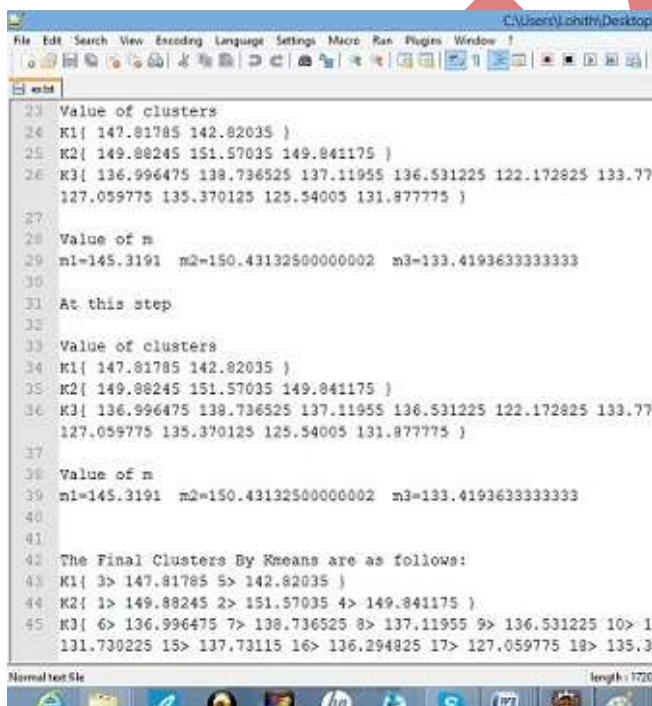 C:\Users\Lohith\Desktop
File Edit Search View Encoding Language Settings Macro Run Plugins Window ?
23 Value of clusters
24 K1{ 147.81785 142.82035 }
25 K2{ 149.88245 151.57035 149.841175 }
26 K3{ 136.996475 138.736525 137.11955 136.531225 122.172825 133.77
127.059775 135.370125 125.54005 131.877775 }
27
28 Value of m
29 m1=145.3191 m2=150.43132500000002 m3=133.4193633333333
30
31 At this step
32
33 Value of clusters
34 K1{ 147.81785 142.82035 }
35 K2{ 149.88245 151.57035 149.841175 }
36 K3{ 136.996475 138.736525 137.11955 136.531225 122.172825 133.77
127.059775 135.370125 125.54005 131.877775 }
37
38 Value of m
39 m1=145.3191 m2=150.43132500000002 m3=133.4193633333333
40
41
42 The Final Clusters By Kmeans are as follows:
43 K1{ 3> 147.81785 5> 142.82035 }
44 K2{ 1> 149.88245 2> 151.57035 4> 149.841175 }
45 K3{ 6> 136.996475 7> 138.736525 8> 137.11955 9> 136.531225 10> 1
131.730225 15> 137.73115 16> 136.294825 17> 127.059775 18> 135.3
Normal text file
length : 1720